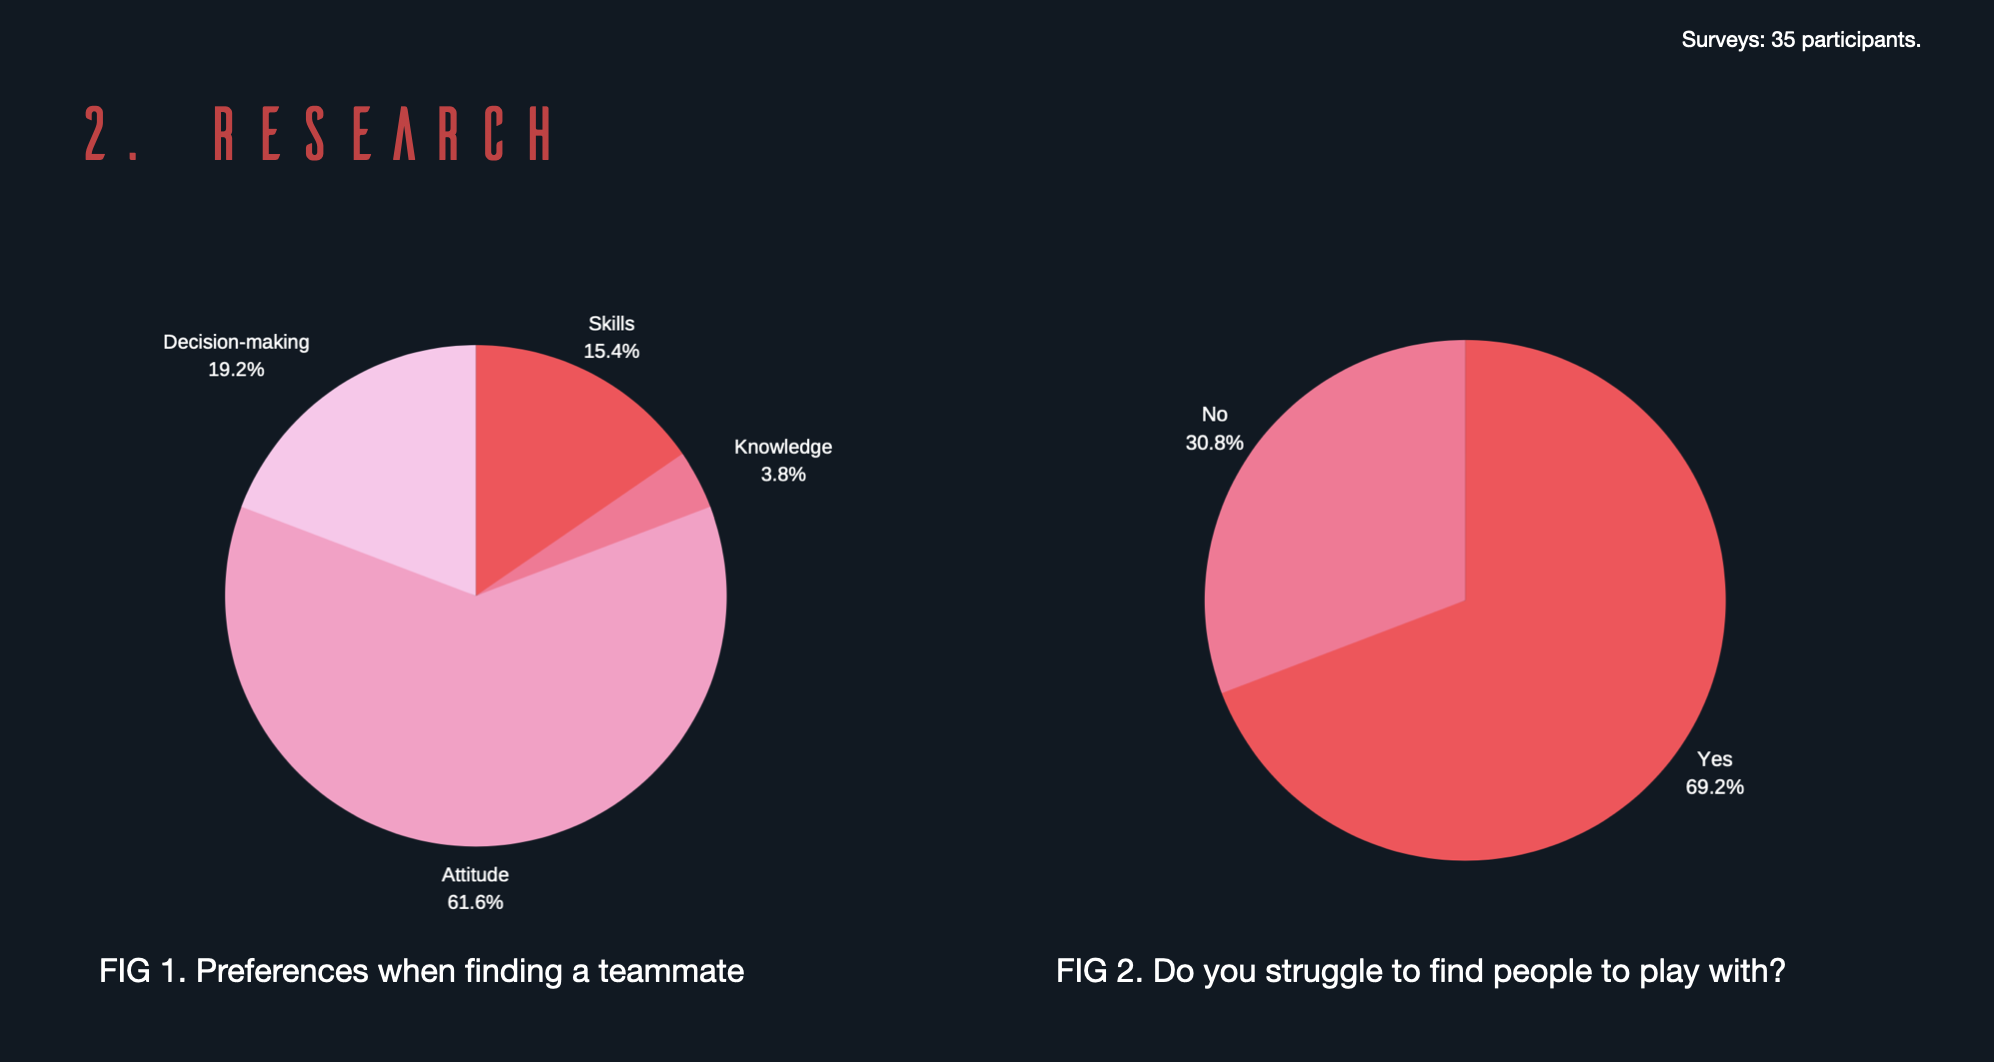 Surveys: 35 participants.
2. RESEARCH
Decision-making
19.2%
Skills
15.4%
Knowledge
3.8%
Attitude
61.6%
FIG 1. Preferences when finding a teammate
No
30.8%
Yes
69.2%
FIG 2. Do you struggle to find people to play with?